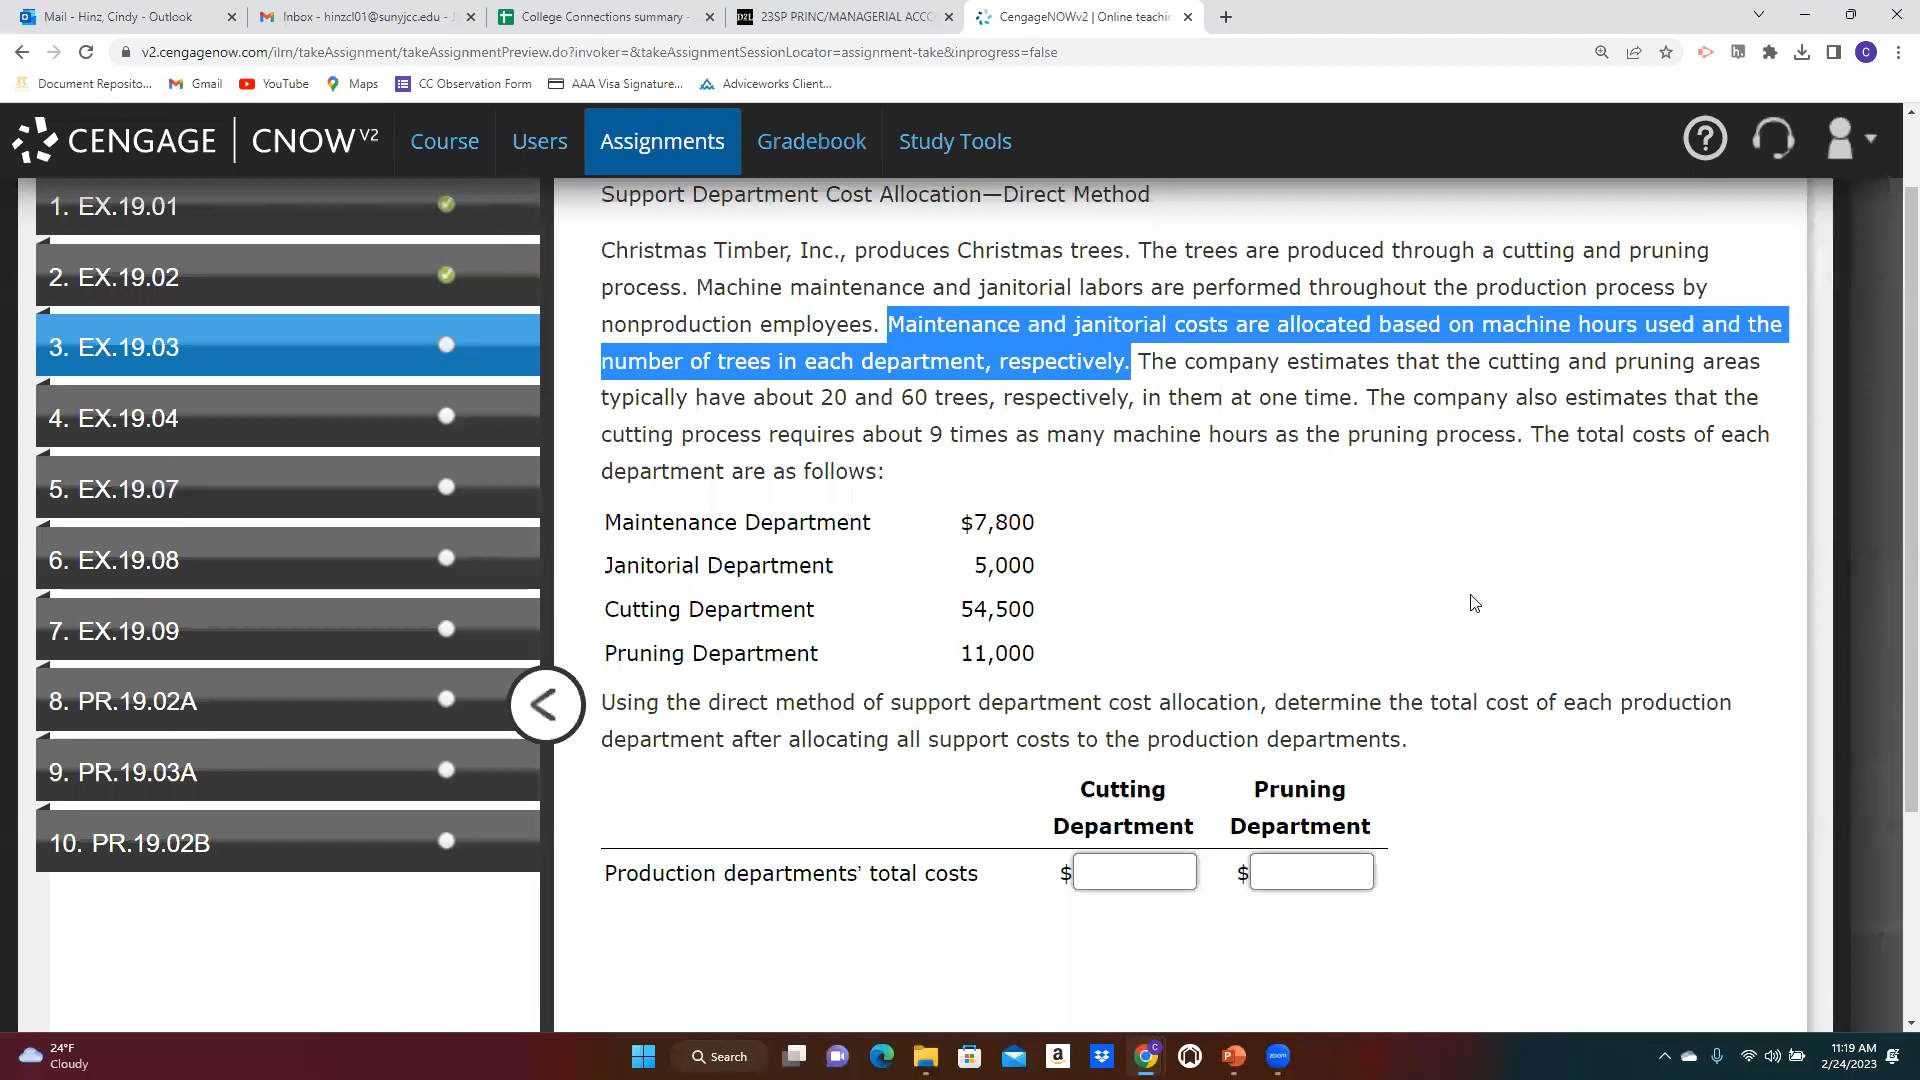 Mail - Hinz, Cindy - Outlook
Inbox - hinzcl01@sunyjcc.edu -
College Connections summary -
23SP PRINC/MANAGERIAL ACCC
CengageNOWv2 | Online teachin
v2.cengagenow.com/ilrn/takeAssignment/takeAssignmentPreview.do?invoker=&takeAssignmentSessionLocator=assignment-take&inprogress=false
Document Reposito...
Gmail
YouTube
Maps
CC Observation Form
AAA Visa Signature...
Adviceworks Client...
CENGAGE
CNOWV2
Course
Users
Assignments
Gradebook
Study Tools
1. EX.19.01
2. EX.19.02
3. EX.19.03
4. EX.19.04
5. EX.19.07
6. EX.19.08
7. EX.19.09
8. PR.19.02A
9. PR.19.03A
10. PR.19.02B
Support Department Cost Allocation—Direct Method
Christmas Timber, Inc., produces Christmas trees. The trees are produced through a cutting and pruning
process. Machine maintenance and janitorial labors are performed throughout the production process by
nonproduction employees. Maintenance and janitorial costs are allocated based on machine hours used and the
number of trees in each department, respectively. The company estimates that the cutting and pruning areas
typically have about 20 and 60 trees, respectively, in them at one time. The company also estimates that the
cutting process requires about 9 times as many machine hours as the pruning process. The total costs of each
department are as follows:
Maintenance Department $7,800
Janitorial Department 5,000
Cutting Department 54,500
Pruning Department 11,000
Using the direct method of support department cost allocation, determine the total cost of each production
department after allocating all support costs to the production departments.
Cutting Pruning
Department Department
Production departments' total costs $ $
24°F
Cloudy
Search
11:19 AM
2/24/2023